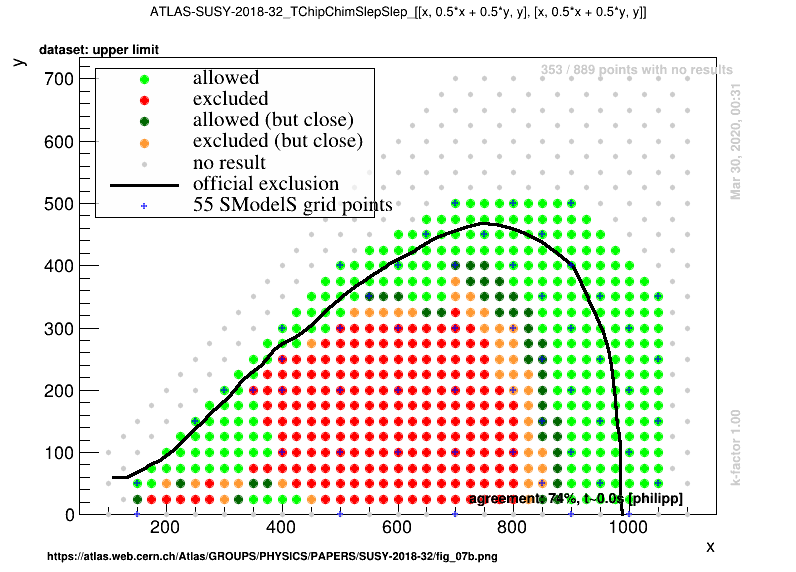 ATLAS-SUSY-2018-32_TChipChimSlepSlep_[[x, 0.5*x + 0.5*y, y], [x, 0.5*x + 0.5*y, y]]
dataset: upper limit
y
353 / 889 points with no results
allowed
excluded
allowed (but close)
excluded (but close)
no result
official exclusion
55 SModelS grid points
700
600
500
400
300
200
100
0
Mar 30, 2020, 00:31
k-factor 1.00
agreement: 74%, t~0.0s [philipp]
200 400 600 800 1000
x
https://atlas.web.cern.ch/Atlas/GROUPS/PHYSICS/PAPERS/SUSY-2018-32/fig_07b.png